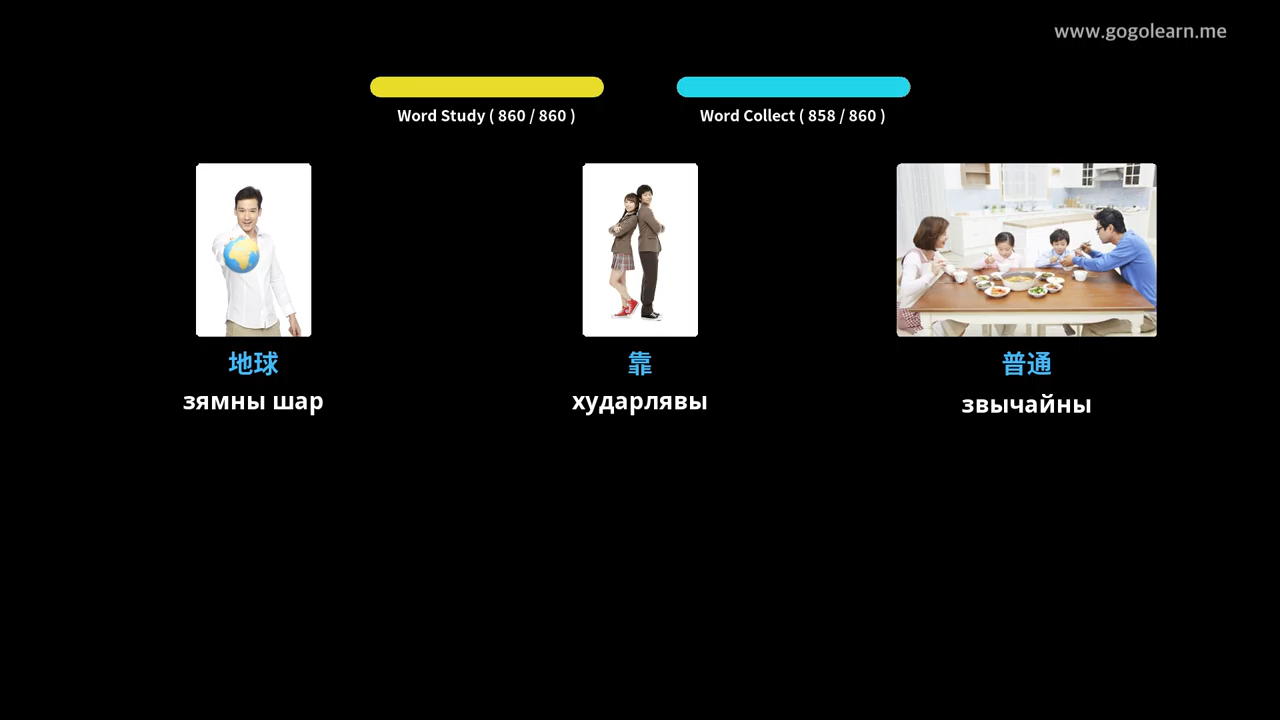 www.gogolearn.me
Word Study ( 860 / 860 )
Word Collect ( 858 / 860 )
地球
靠
普通
зямны шар
хударлявы
звычайны